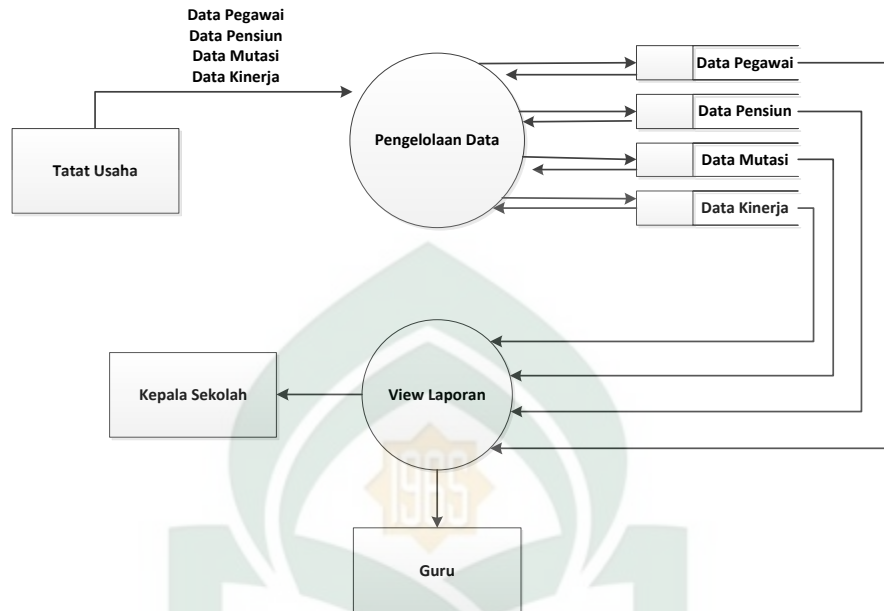 Data Pegawai
Data Pensiun
Data Mutasi
Data Kinerja
Data Pegawai
Data Pensiun
Pengelolaan Data
Data Mutasi
Tatat Usaha
Data Kinerja
Kepala Sekolah
View Laporan
1965
Guru